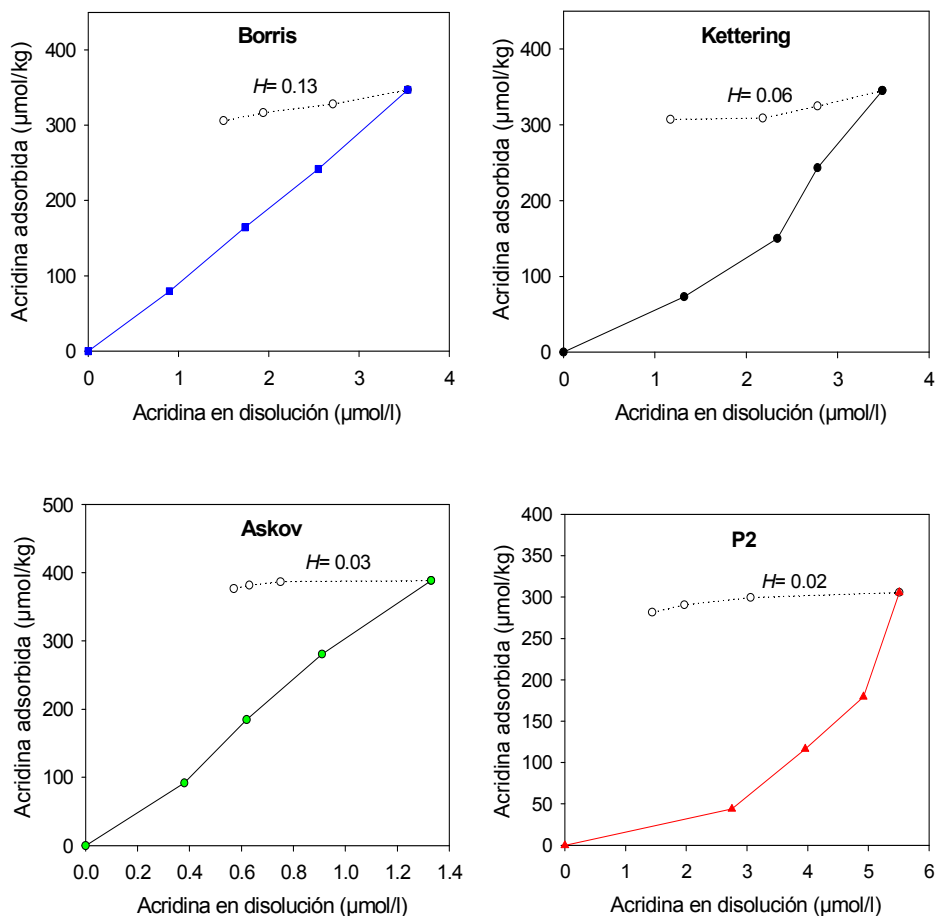 Borris
H= 0.13
Acridina adsorbida (µmol/kg)
400
300
200
100
0
0 1 2 3 4
Acridina en disolución (µmol/l)
Kettering
H= 0.06
Acridina adsorbida (µmol/kg)
400
300
200
100
0
0 1 2 3 4
Acridina en disolución (µmol/l)
Askov
H= 0.03
Acridina adsorbida (µmol/kg)
500
400
300
200
100
0
0.0 0.2 0.4 0.6 0.8 1.0 1.2 1.4
Acridina en disolución (µmol/l)
P2
H= 0.02
Acridina adsorbida (µmol/kg)
400
350
300
250
200
150
100
50
0
0 1 2 3 4 5 6
Acridina en disolución (µmol/l)